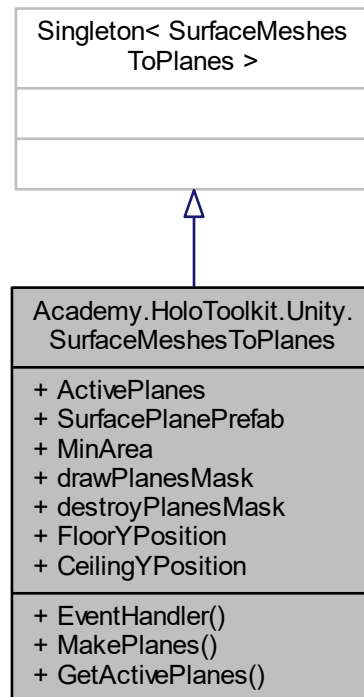 Singleton< SurfaceMeshes
ToPlanes >
Academy.HoloToolkit.Unity.
SurfaceMeshesToPlanes
+ ActivePlanes
+ SurfacePlanePrefab
+ MinArea
+ drawPlanesMask
+ destroyPlanesMask
+ FloorYPosition
+ CeilingYPosition
+ EventHandler()
+ MakePlanes()
+ GetActivePlanes()